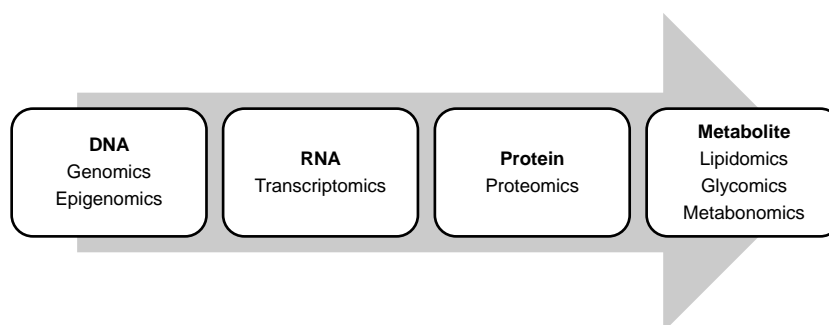 DNA
Genomics
Epigenomics
RNA
Transcriptomics
Protein
Proteomics
Metabolite
Lipidomics
Glycomics
Metabonomics